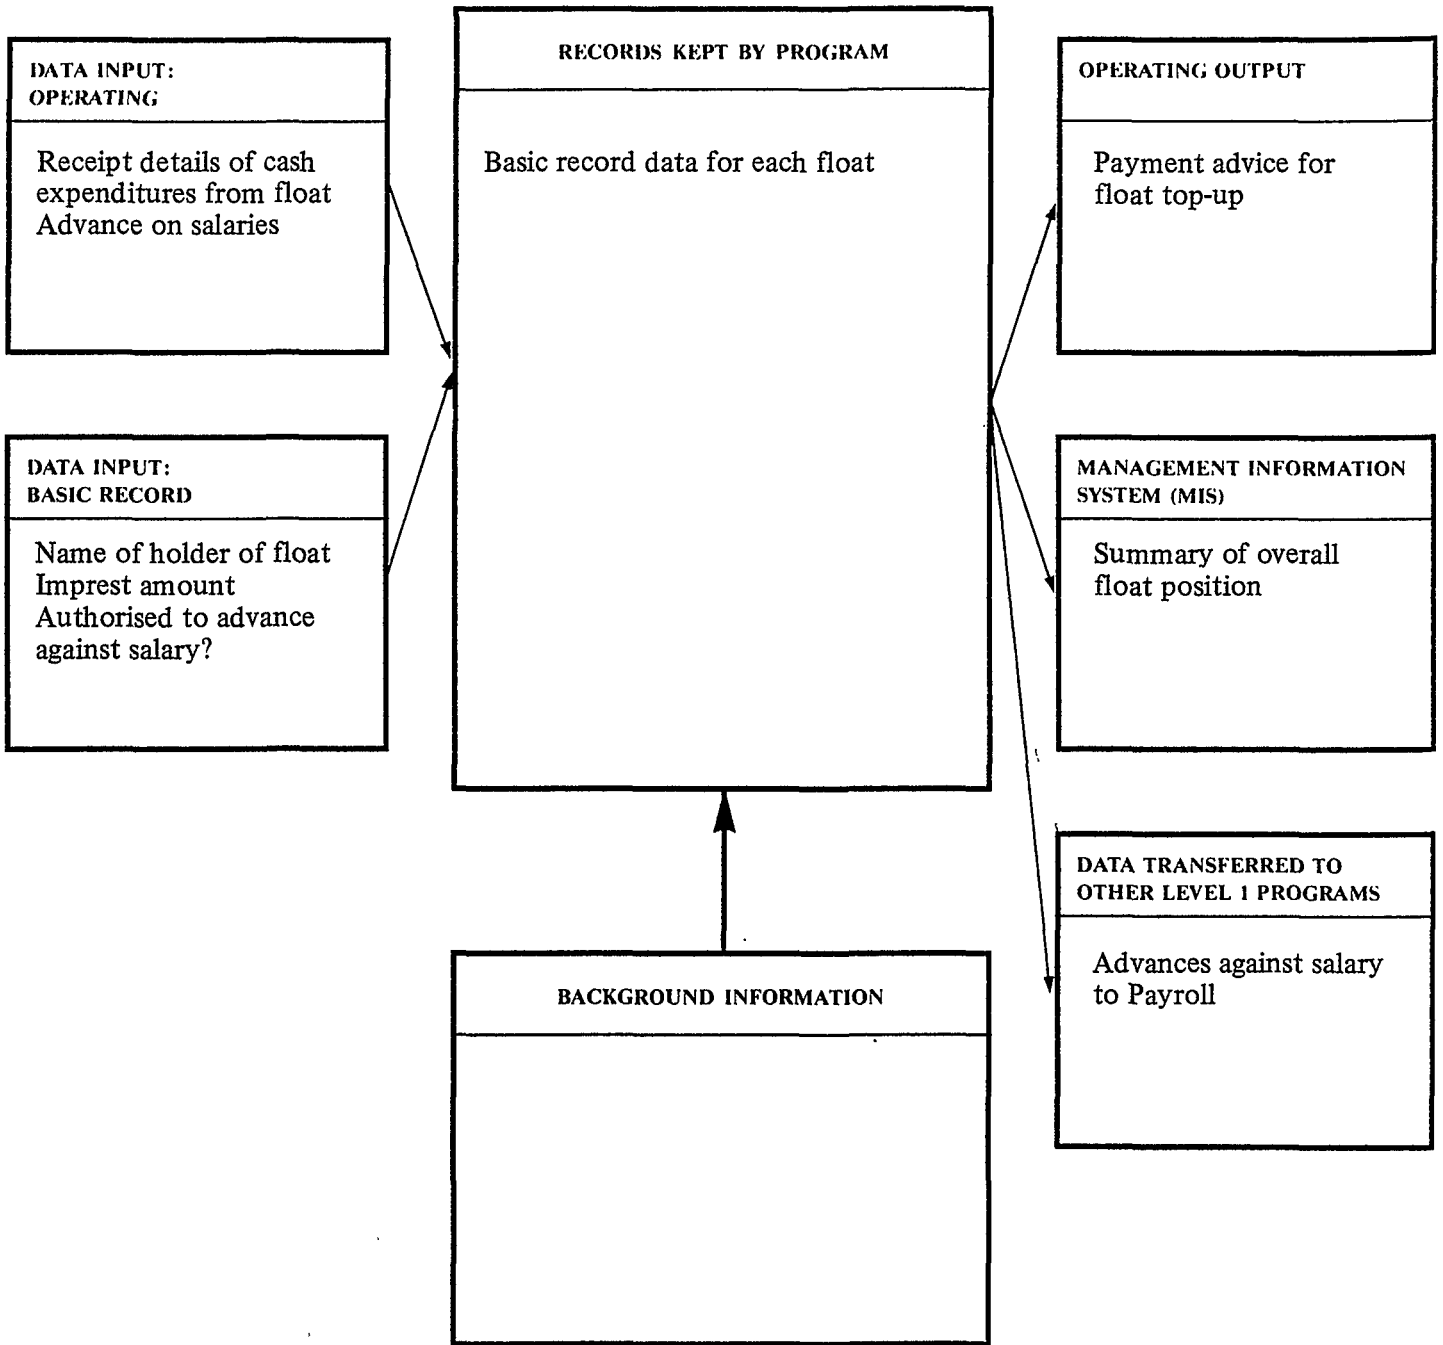 DATA INPUT:
OPERATING
Receipt details of cash
expenditures from float
Advance on salaries
DATA INPUT:
BASIC RECORD
Name of holder of float
Imprest amount
Authorised to advance
against salary?
RECORDS KEPT BY PROGRAM
Basic record data for each float
BACKGROUND INFORMATION
OPERATING OUTPUT
Payment advice for
float top-up
MANAGEMENT INFORMATION
SYSTEM (MIS)
Summary of overall
float position
DATA TRANSFERRED TO
OTHER LEVEL 1 PROGRAMS
Advances against salary
to Payroll